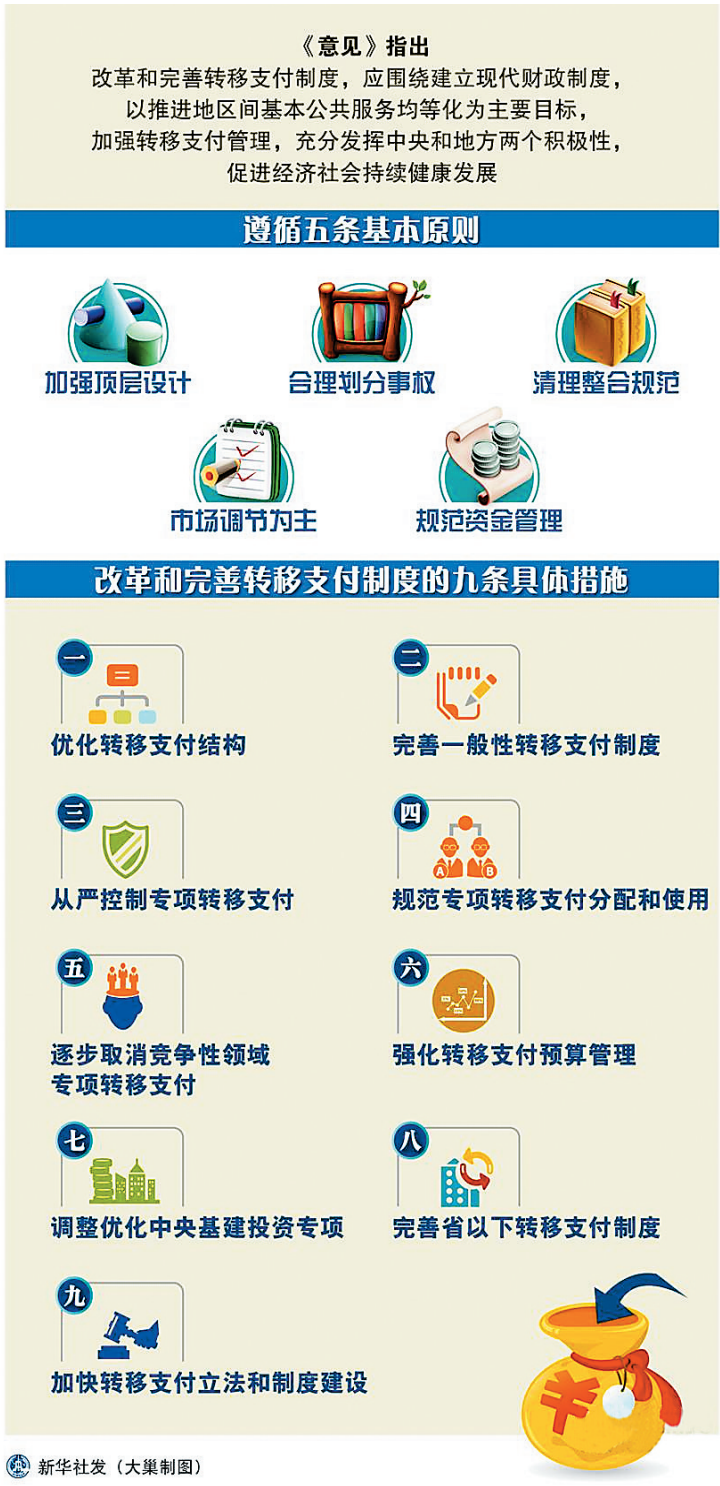 《意见》指出
改革和完善转移支付制度，应围绕建立现代财政制度，
以推进地区间基本公共服务均等化为主要目标，
加强转移支付管理，充分发挥中央和地方两个积极性，
促进经济社会持续健康发展
遵循五条基本原则
加强顶层设计
合理划分事权
清理整合规范
市场调节为主
规范资金管理
改革和完善转移支付制度的九条具体措施
一
优化转移支付结构
二
完善一般性转移支付制度
三
从严控制专项转移支付
四
A
B
规范专项转移支付分配和使用
五
逐步取消竞争性领域
专项转移支付
六
强化转移支付预算管理
七
调整优化中央基建投资专项
八
完善省以下转移支付制度
九
加快转移支付立法和制度建设
¥
新华社发（大巢制图）